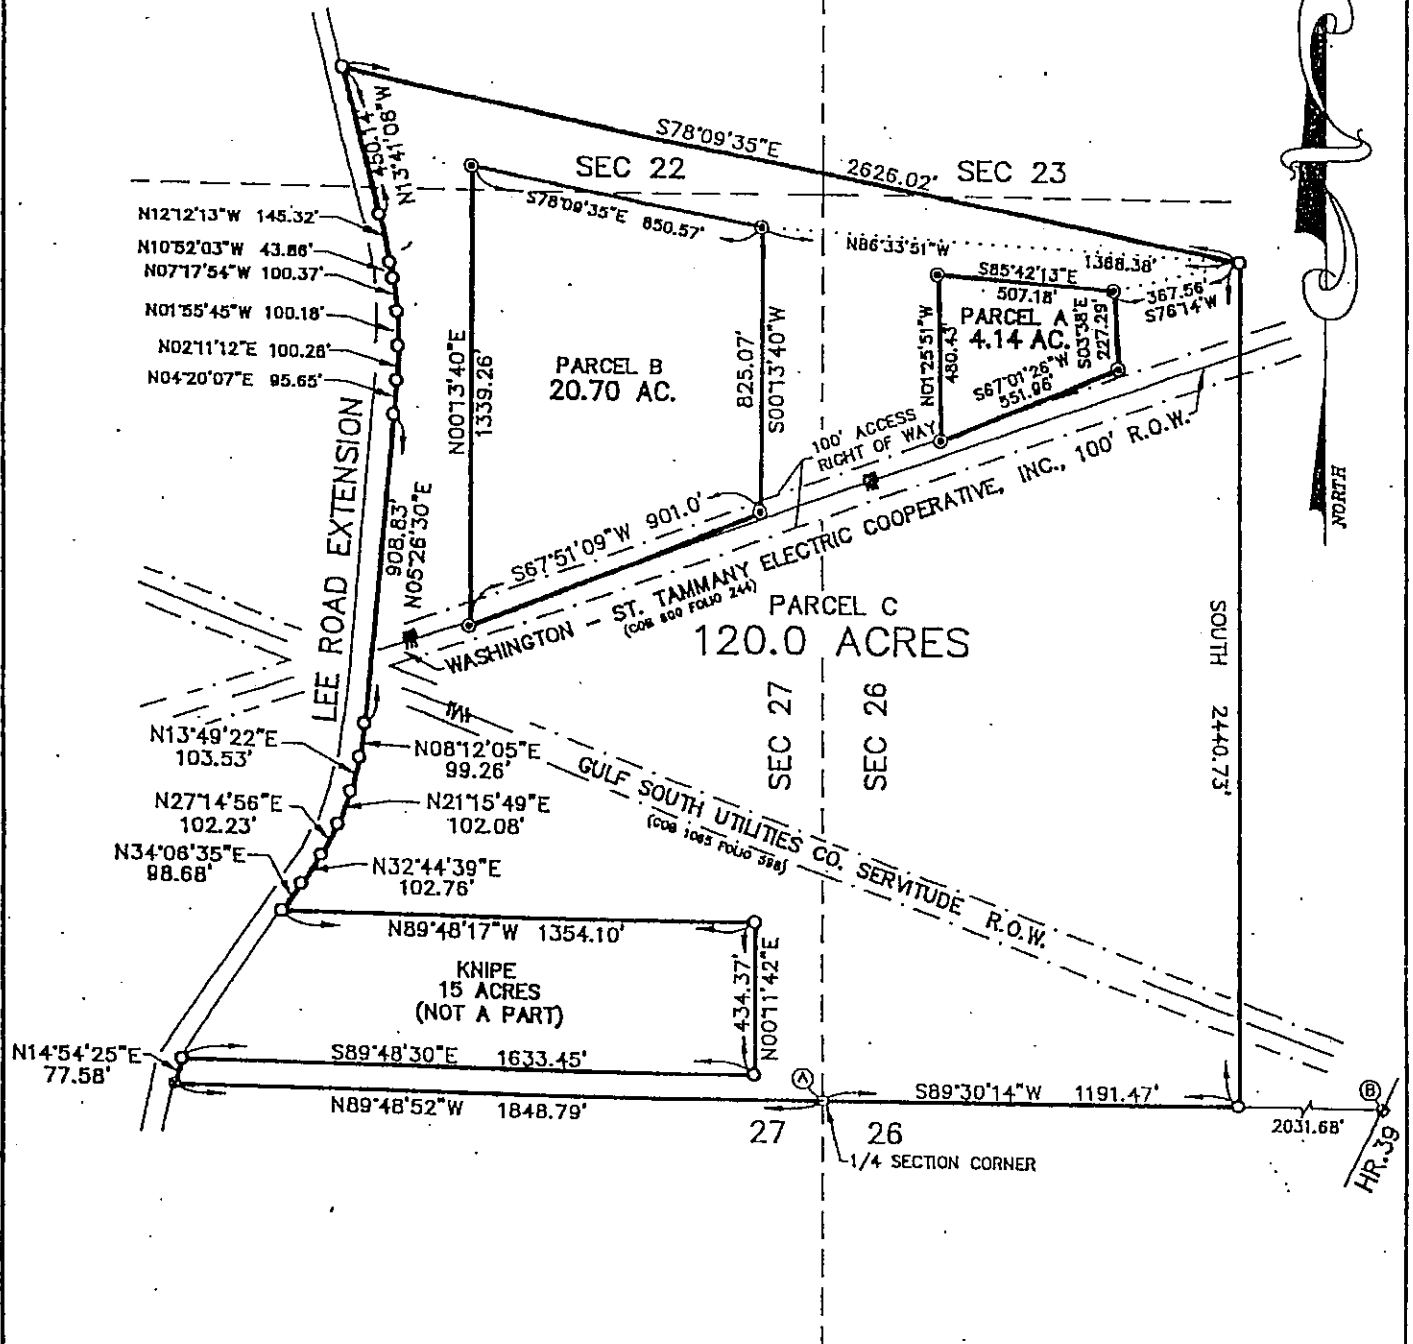 450.14'
N13°41'08"W
S78°09'35"E
2626.02'
SEC 22
SEC 23
N12°12'13"W 145.32'
N10°52'03"W 43.86'
N07°17'54"W 100.37'
N01°55'45"W 100.18'
N02°11'12"E 100.26'
N04°20'07"E 95.65'
S78°09'35"E 850.57'
N86°33'51"W
1388.38'
S85°42'13"E
507.18'
367.56'
S76°14'W
PARCEL A
4.14 AC.
S03°38'E
227.29'
N01°25'51"W
480.43'
S67°01'26"W
551.96'
N00°13'40"E
1339.26'
PARCEL B
20.70 AC.
825.07'
S00°13'40"W
100' ACCESS
RIGHT OF WAY
NORTH
LEE ROAD EXTENSION
908.83'
N05°26'30"E
S67°51'09"W 901.0'
WASHINGTON - ST. TAMMANY ELECTRIC COOPERATIVE, INC., 100' R.O.W.
(COB 800 FOLIO 244)
PARCEL C
120.0 ACRES
SEC 27
SEC 26
SOUTH 2440.73'
N13°49'22"E
103.53'
N08°12'05"E
99.26'
N27°14'56"E
102.23'
N21°15'49"E
102.08'
N34°06'35"E
98.68'
N32°44'39"E
102.76'
GULF SOUTH UTILITIES CO. SERVITUDE R.O.W.
(COB 1065 FOLIO 598)
N89°48'17"W 1354.10'
KNIPE
15 ACRES
(NOT A PART)
434.37'
N00°11'42"E
N14°54'25"E
77.58'
S89°48'30"E 1633.45'
N89°48'52"W 1848.79'
A
S89°30'14"W 1191.47'
B
2031.68'
HR.39
27
26
1/4 SECTION CORNER